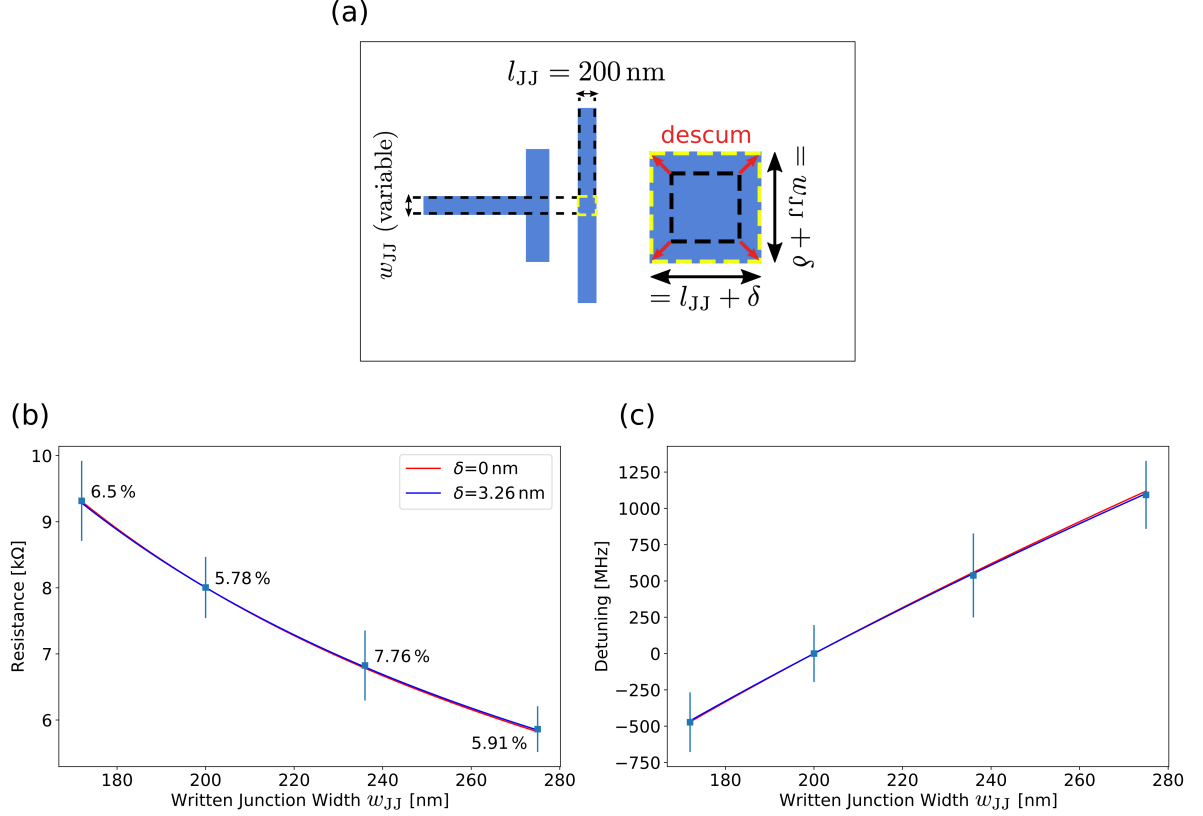 (a)
l_JJ = 200 nm
w_JJ (variable)
descum
= w_JJ + δ
= l_JJ + δ
(b)
Resistance [kΩ]
10
9
8
7
6
6.5 %
5.78 %
7.76 %
5.91 %
δ=0 nm
δ=3.26 nm
180
200
220
240
260
280
Written Junction Width w_JJ [nm]
(c)
Detuning [MHz]
1250
1000
750
500
250
0
−250
−500
−750
180
200
220
240
260
280
Written Junction Width w_JJ [nm]